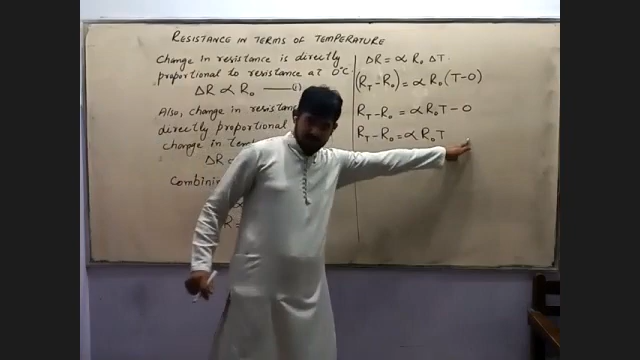 RESISTANCE IN TERMS OF TEMPERATURE
Change in resistance is directly
proportional to resistance at 0°C.
ΔR ∝ R₀ —— (i)
Also, change in resistan
directly proportional
change in tem
ΔR ∝
Combinin
R =
ΔR = ∝ R₀ ΔT.
(R_T - R₀) = ∝ R₀ (T-0)
R_T - R₀ = ∝ R₀T - 0
R_T - R₀ = ∝ R₀T